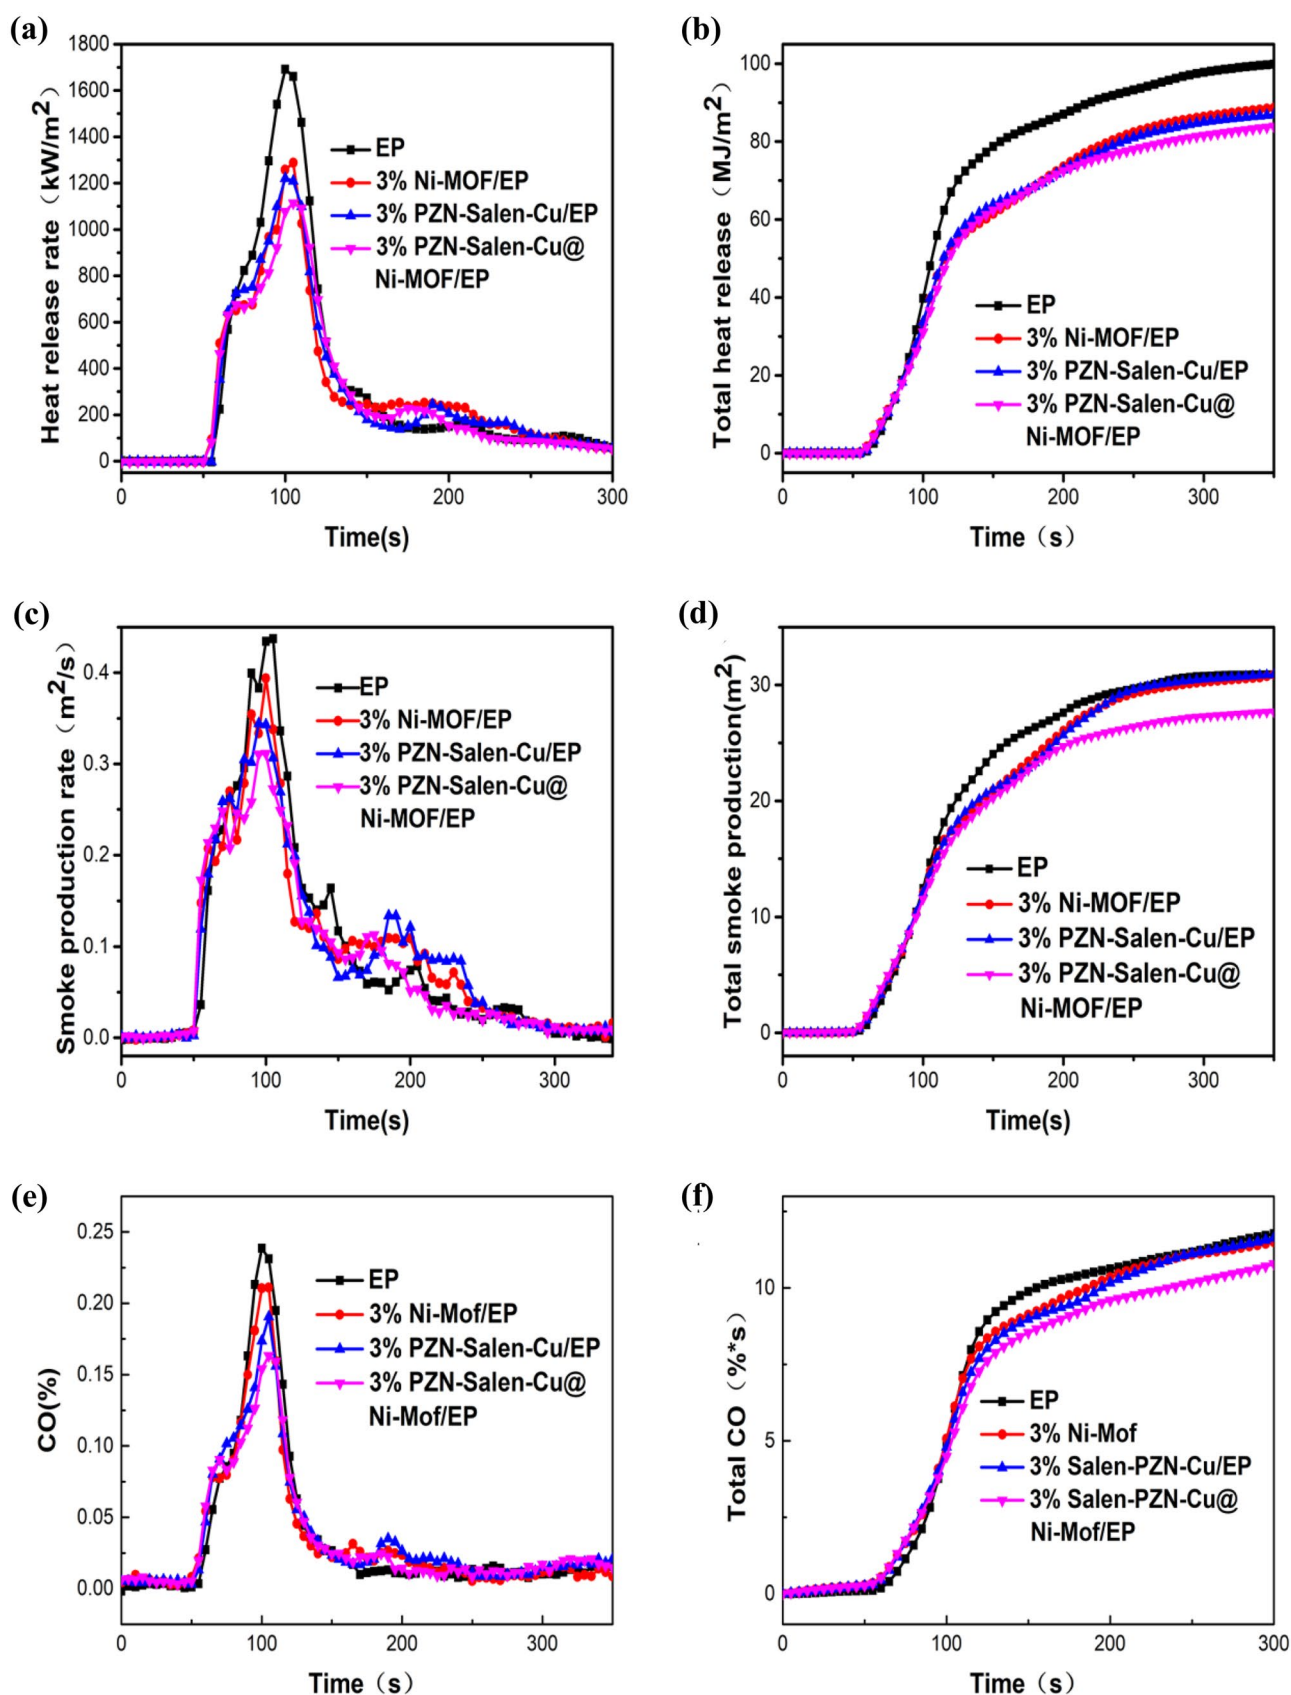 (a)
1800
1600
1400
1200
1000
800
600
400
200
0
Heat release rate（kW/m2）
EP
3% Ni-MOF/EP
3% PZN-Salen-Cu/EP
3% PZN-Salen-Cu@
Ni-MOF/EP
0 100 200 300
Time(s)
(b)
100
80
60
40
20
0
Total heat release（MJ/m2）
EP
3% Ni-MOF/EP
3% PZN-Salen-Cu/EP
3% PZN-Salen-Cu@
Ni-MOF/EP
0 100 200 300
Time（s）
(c)
0.4
0.3
0.2
0.1
0.0
Smoke production rate（m2/s）
EP
3% Ni-MOF/EP
3% PZN-Salen-Cu/EP
3% PZN-Salen-Cu@
Ni-MOF/EP
0 100 200 300
Time(s)
(d)
30
20
10
0
Total smoke production(m2)
EP
3% Ni-MOF/EP
3% PZN-Salen-Cu/EP
3% PZN-Salen-Cu@
Ni-MOF/EP
0 100 200 300
Time(s)
(e)
0.25
0.20
0.15
0.10
0.05
0.00
CO(%)
EP
3% Ni-Mof/EP
3% PZN-Salen-Cu/EP
3% PZN-Salen-Cu@
Ni-Mof/EP
0 100 200 300
Time（s）
(f)
10
5
0
Total CO（%*s）
EP
3% Ni-Mof
3% Salen-PZN-Cu/EP
3% Salen-PZN-Cu@
Ni-Mof/EP
0 100 200 300
Time（s）